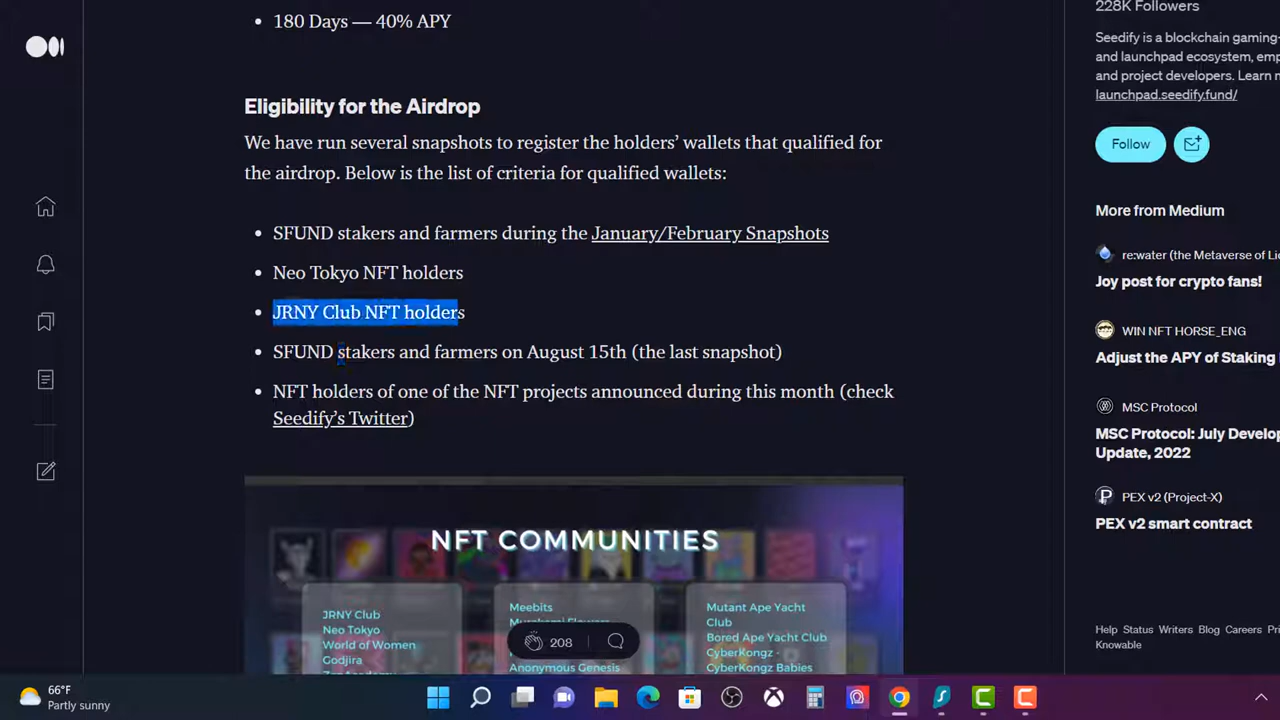 180 Days — 40% APY
Eligibility for the Airdrop
We have run several snapshots to register the holders’ wallets that qualified for
the airdrop. Below is the list of criteria for qualified wallets:
• SFUND stakers and farmers during the January/February Snapshots
• Neo Tokyo NFT holders
• JRNY Club NFT holders
• SFUND stakers and farmers on August 15th (the last snapshot)
• NFT holders of one of the NFT projects announced during this month (check
Seedify’s Twitter)
NFT COMMUNITIES
JRNY Club
Neo Tokyo
World of Women
Godjira
Meebits
Anonymous Genesis
Mutant Ape Yacht
Club
Bored Ape Yacht Club
CyberKongz -
CyberKongz Babies
208
228K Followers
Seedify is a blockchain gaming-
and launchpad ecosystem, emp
and project developers. Learn m
launchpad.seedify.fund/
Follow
More from Medium
re:water (the Metaverse of Li
Joy post for crypto fans!
WIN NFT HORSE_ENG
Adjust the APY of Staking
MSC Protocol
MSC Protocol: July Develop
Update, 2022
PEX v2 (Project-X)
PEX v2 smart contract
Help Status Writers Blog Careers Pri
Knowable
66°F
Partly sunny